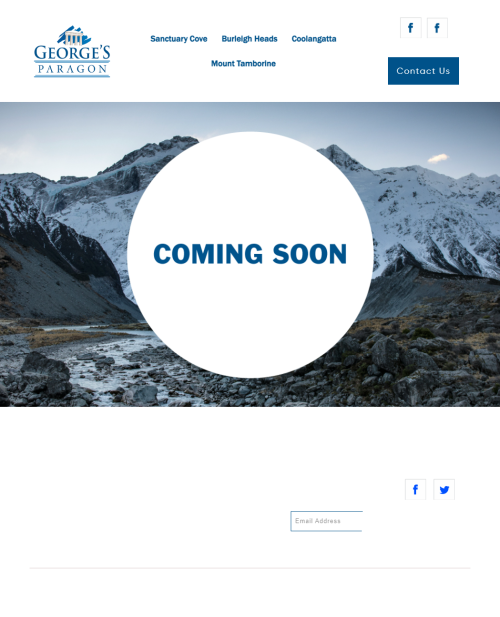 GEORGE'S
PARAGON
Sanctuary Cove Burleigh Heads Coolangatta
Mount Tamborine
Contact Us
COMING SOON
Email Address